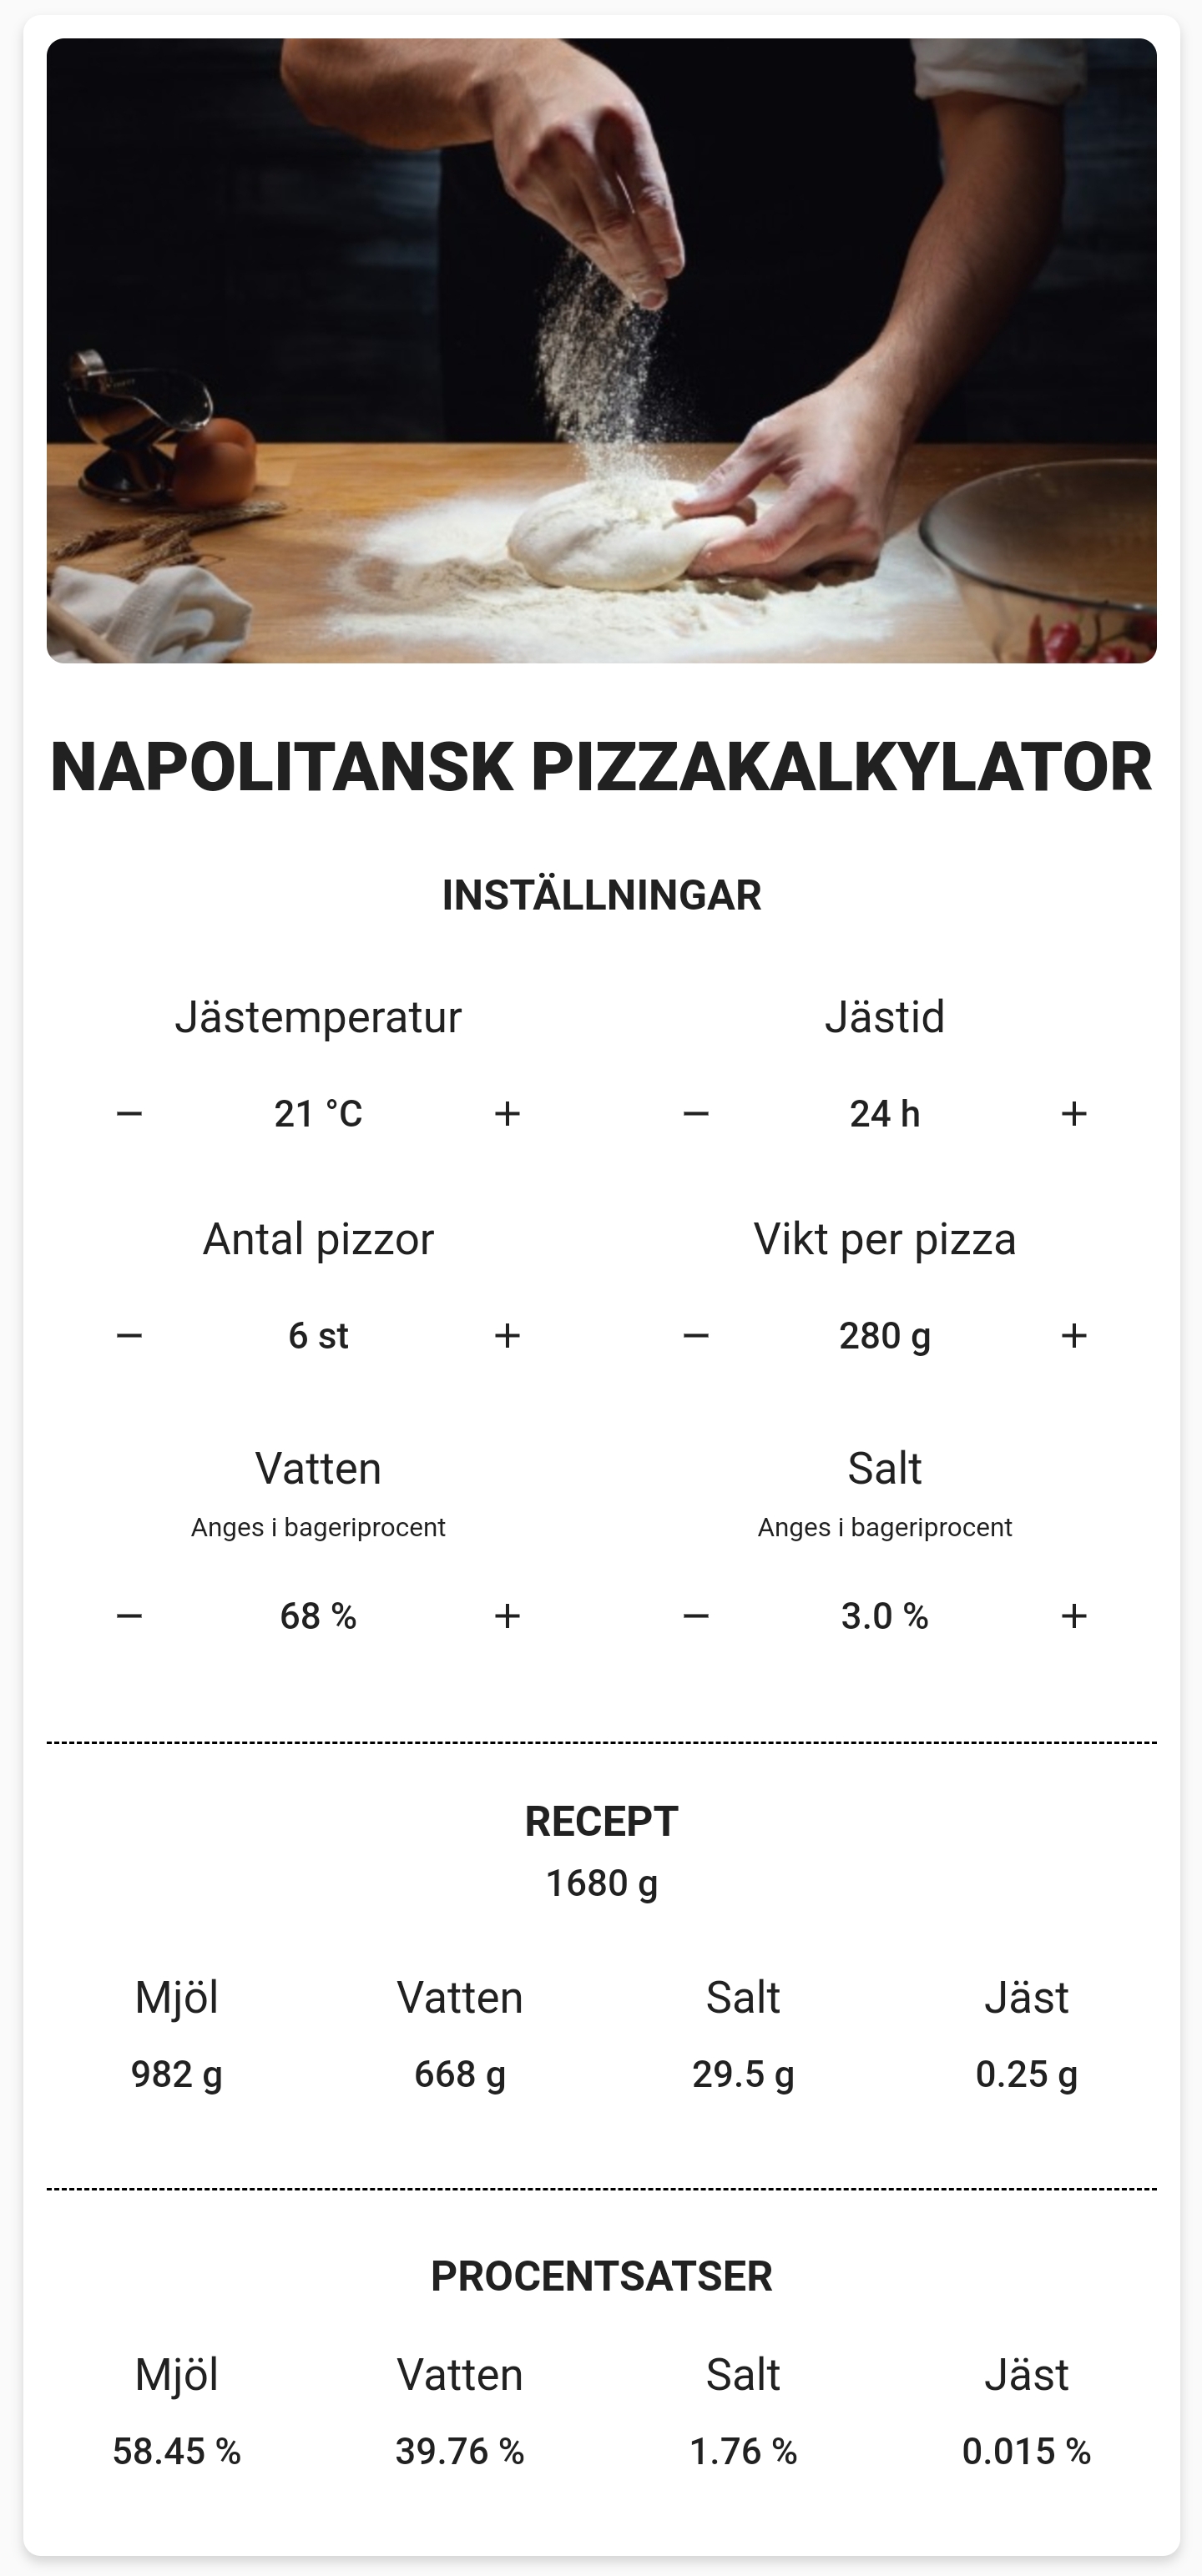 NAPOLITANSK PIZZAKALKYLATOR
INSTÄLLNINGAR
Jästemperatur
− 21 °C +
Jästid
− 24 h +
Antal pizzor
− 6 st +
Vikt per pizza
− 280 g +
Vatten
Anges i bageriprocent
− 68 % +
Salt
Anges i bageriprocent
− 3.0 % +
RECEPT
1680 g
Mjöl Vatten Salt Jäst
982 g 668 g 29.5 g 0.25 g
PROCENTSATSER
Mjöl Vatten Salt Jäst
58.45 % 39.76 % 1.76 % 0.015 %